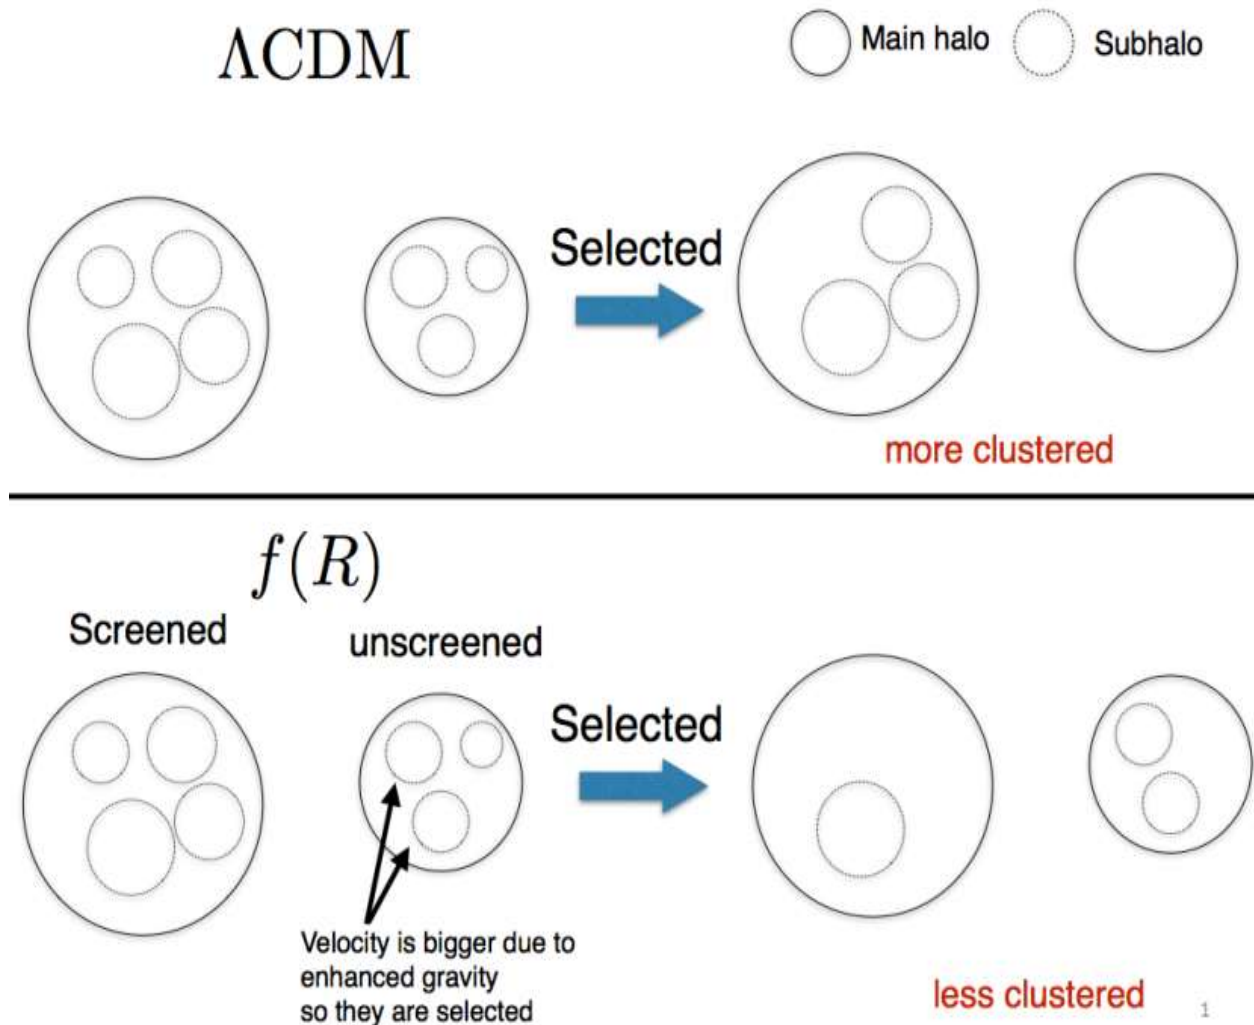 ΛCDM
Main halo
Subhalo
Selected
more clustered
f(R)
Screened
unscreened
Selected
Velocity is bigger due to
enhanced gravity
so they are selected
less clustered
1